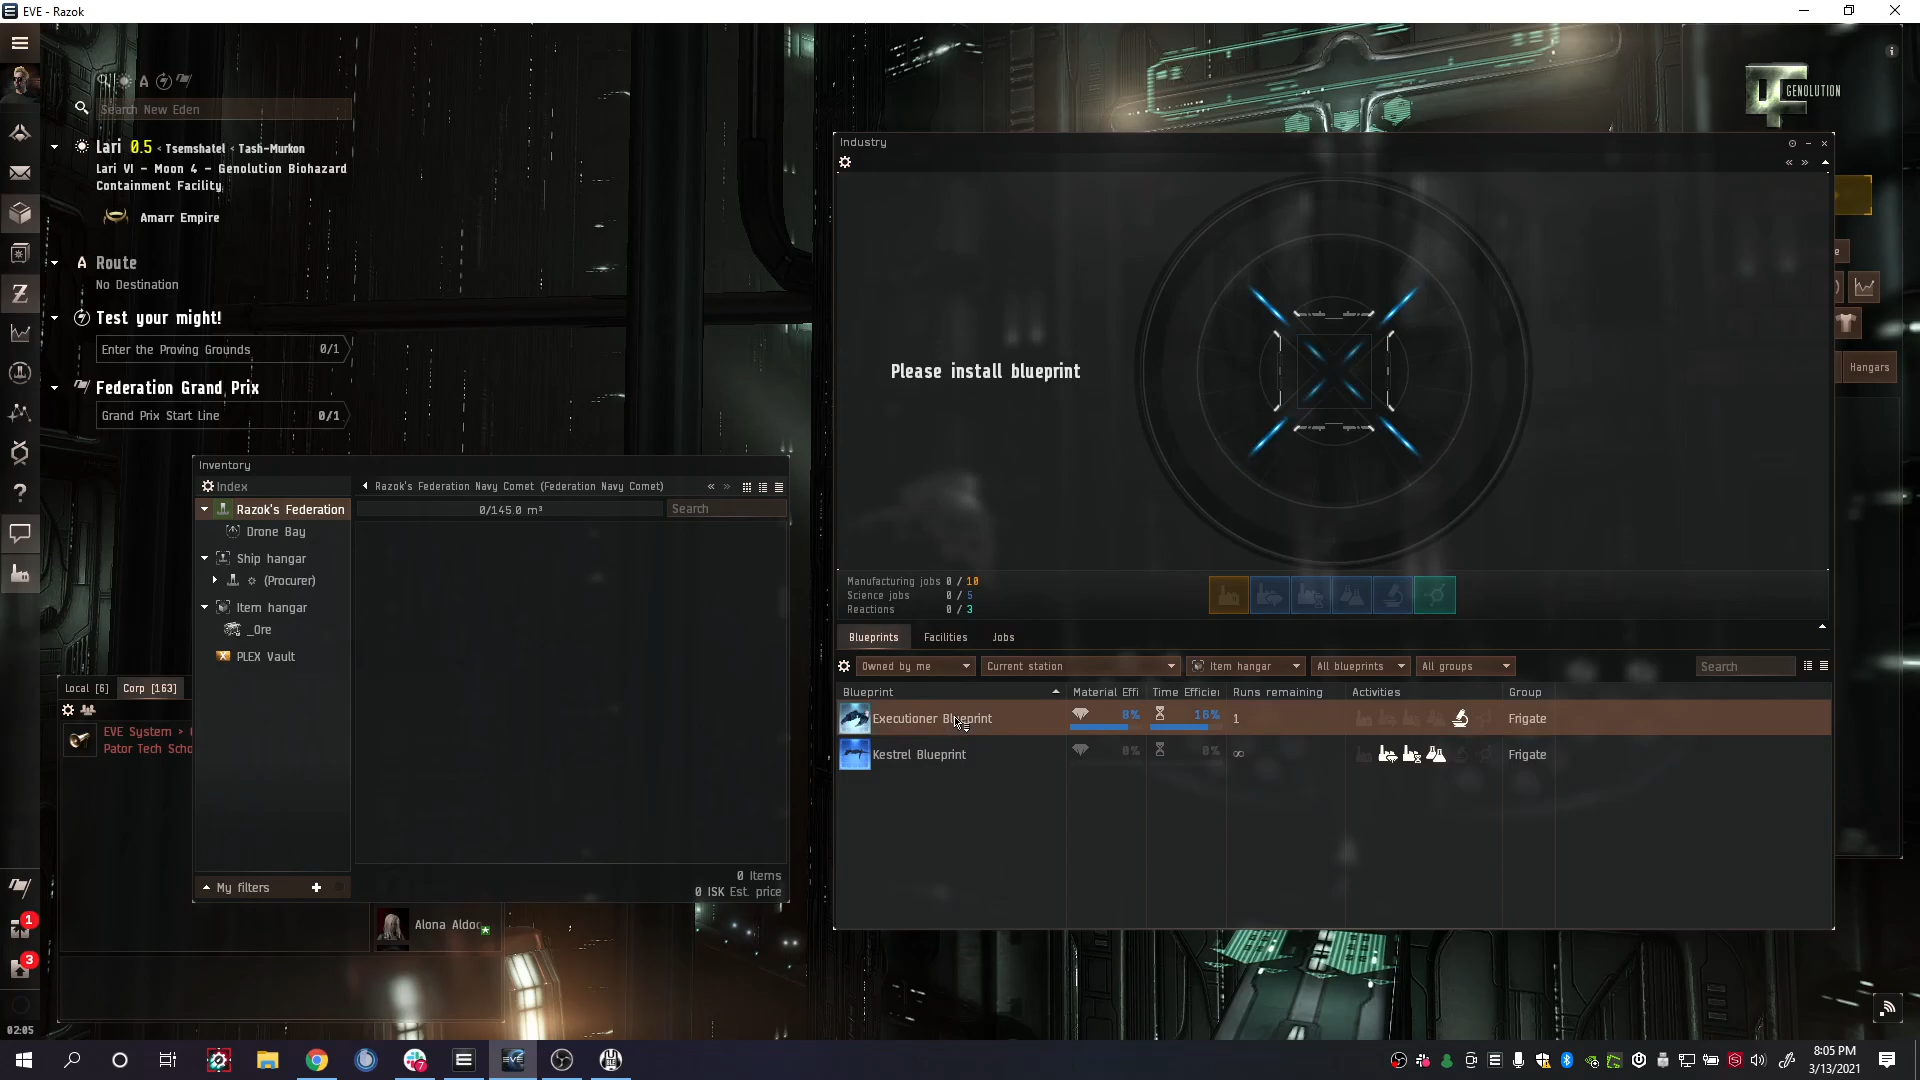 EVE - Razok
Search New Eden
Lari 0.5 < Tsemshatel < Tash-Murkon
Lari VI - Moon 4 - Genolution Biohazard
Containment Facility
Amarr Empire
Route
No Destination
Test your might!
Enter the Proving Grounds 0/1
Federation Grand Prix
Grand Prix Start Line 0/1
GENOLUTION
Hangars
Inventory
Index
Razok's Federation Navy Comet (Federation Navy Comet)
Razok's Federation
0/145.0 m³
Search
Drone Bay
Ship hangar
(Procurer)
Item hangar
_Ore
PLEX Vault
My filters +
0 Items
0 ISK Est. price
Local [6] Corp [163]
EVE System >
Pator Tech Scho
Alona Aldoc
Industry
Please install blueprint
Manufacturing jobs 0 / 10
Science jobs 0 / 5
Reactions 0 / 3
Blueprints Facilities Jobs
Owned by me Current station Item hangar All blueprints All groups Search
Blueprint Material Effi Time Efficier Runs remaining Activities Group
Executioner Blueprint 8% 16% 1 Frigate
Kestrel Blueprint 0% 0% ∞ Frigate
1
3
02:05
8:05 PM
3/13/2021